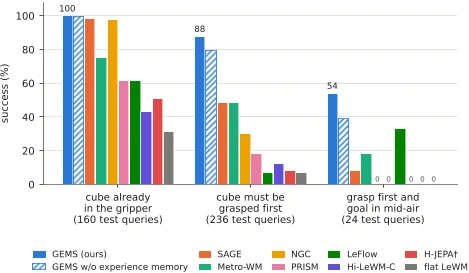 success (%)
100
80
60
40
20
0
100
88
54
0 0 0 0 0
cube already
in the gripper
(160 test queries)
cube must be
grasped first
(236 test queries)
grasp first and
goal in mid-air
(24 test queries)
GEMS (ours)
GEMS w/o experience memory
SAGE
Metro-WM
NGC
PRISM
LeFlow
Hi-LeWM-C
H-JEPA†
flat LeWM